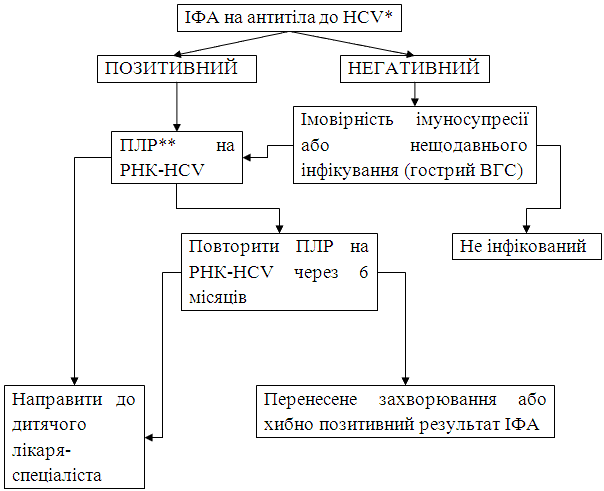 ІФА на антитіла до HCV*
ПОЗИТИВНИЙ
НЕГАТИВНИЙ
Імовірність імуносупресії
або нещодавнього
інфікування (гострий ВГС)
ПЛР** на
РНК-HCV
Повторити ПЛР на
РНК-HCV через 6
місяців
Не інфікований
Направити до
дитячого
лікаря-
спеціаліста
Перенесене захворювання або
хибно позитивний результат ІФА